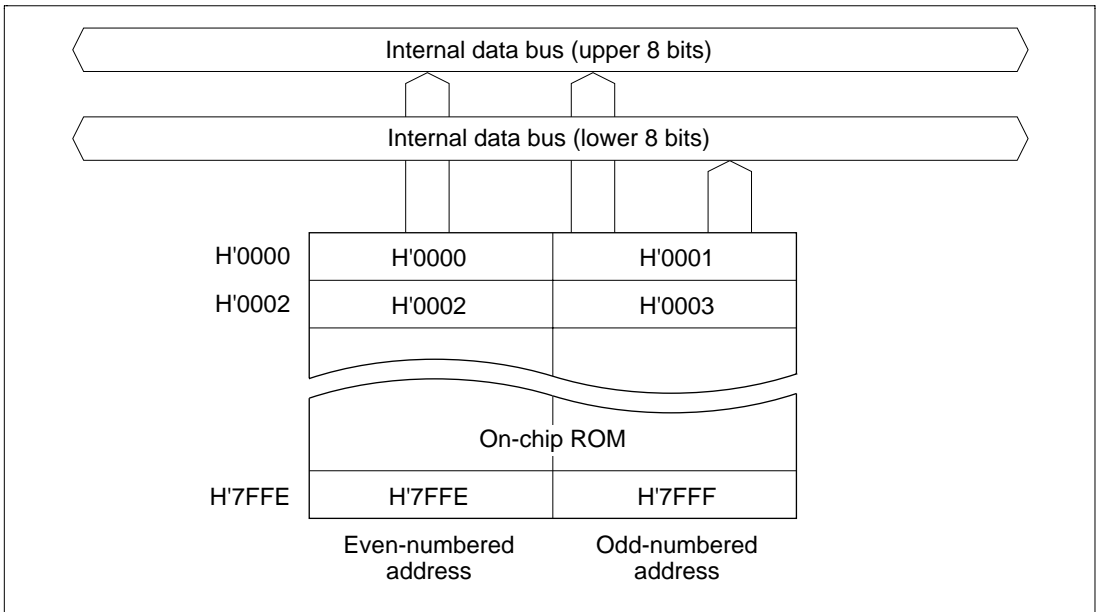 Internal data bus (upper 8 bits)
Internal data bus (lower 8 bits)
H'0000 H'0000 H'0001
H'0002 H'0002 H'0003
On-chip ROM
H'7FFE H'7FFE H'7FFF
Even-numbered address
Odd-numbered address